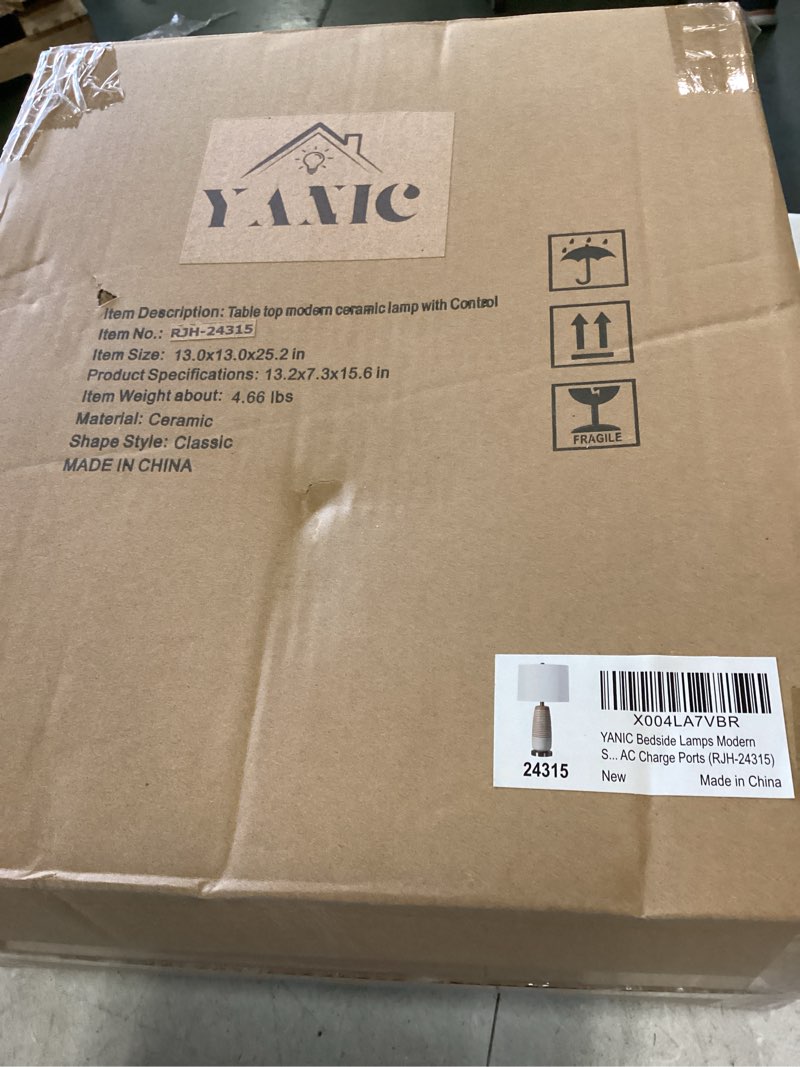 YANIC
Item Description: Table top modern ceramic lamp with Control
Item No.: RJH-24315
Item Size: 13.0x13.0x25.2 in
Product Specifications: 13.2x7.3x15.6 in
Item Weight about: 4.66 lbs
Material: Ceramic
Shape Style: Classic
MADE IN CHINA
FRAGILE
X004LA7VBR
YANIC Bedside Lamps Modern
S... AC Charge Ports (RJH-24315)
New Made in China
24315